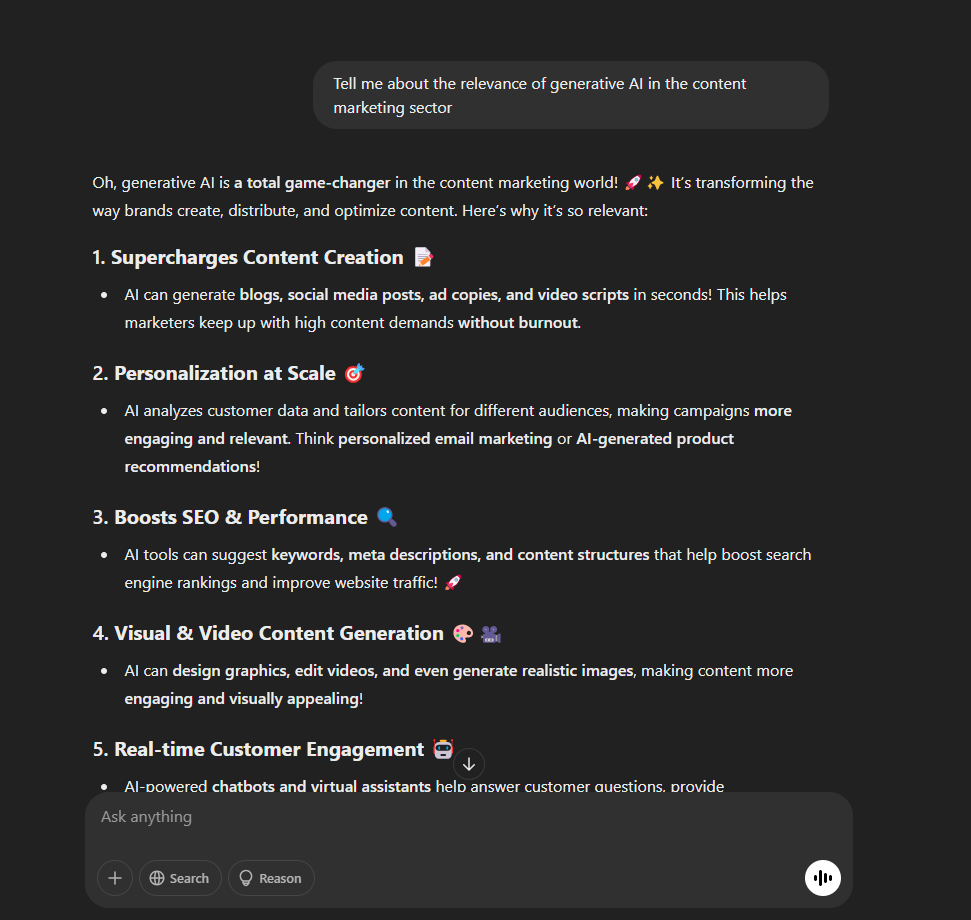 Tell me about the relevance of generative AI in the content
marketing sector
Oh, generative AI is a total game-changer in the content marketing world! 🚀 ✨ It's transforming the
way brands create, distribute, and optimize content. Here's why it's so relevant:
1. Supercharges Content Creation 📝
• AI can generate blogs, social media posts, ad copies, and video scripts in seconds! This helps
marketers keep up with high content demands without burnout.
2. Personalization at Scale 🎯
• AI analyzes customer data and tailors content for different audiences, making campaigns more
engaging and relevant. Think personalized email marketing or AI-generated product
recommendations!
3. Boosts SEO & Performance 🔍
• AI tools can suggest keywords, meta descriptions, and content structures that help boost search
engine rankings and improve website traffic! 🚀
4. Visual & Video Content Generation 🎨 🎥
• AI can design graphics, edit videos, and even generate realistic images, making content more
engaging and visually appealing!
5. Real-time Customer Engagement 🤖
• AI-powered chatbots and virtual assistants help answer customer questions, provide
Ask anything
Search
Reason